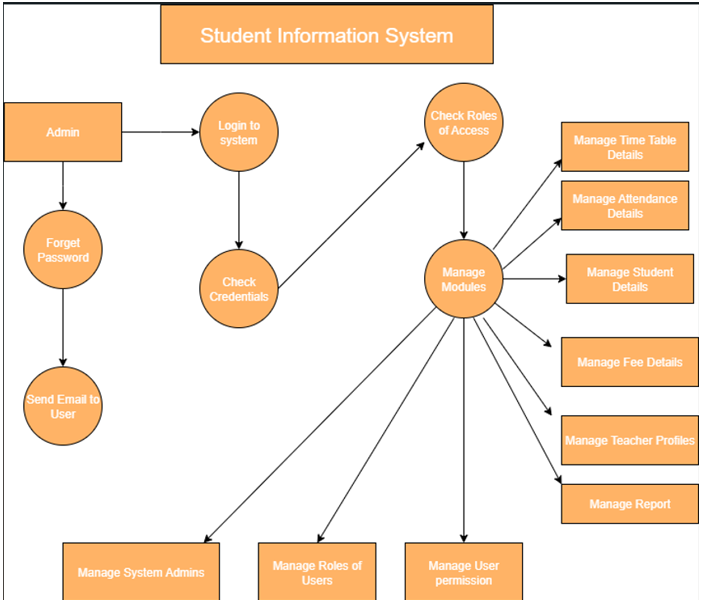 Student Information System
Admin
Login to
system
Check Roles
of Access
Manage Time Table
Details
Manage Attendance
Details
Forget
Password
Check
Credentials
Manage
Modules
Manage Student
Details
Manage Fee Details
Send Email to
User
Manage Teacher Profiles
Manage Report
Manage System Admins
Manage Roles of
Users
Manage User
permission